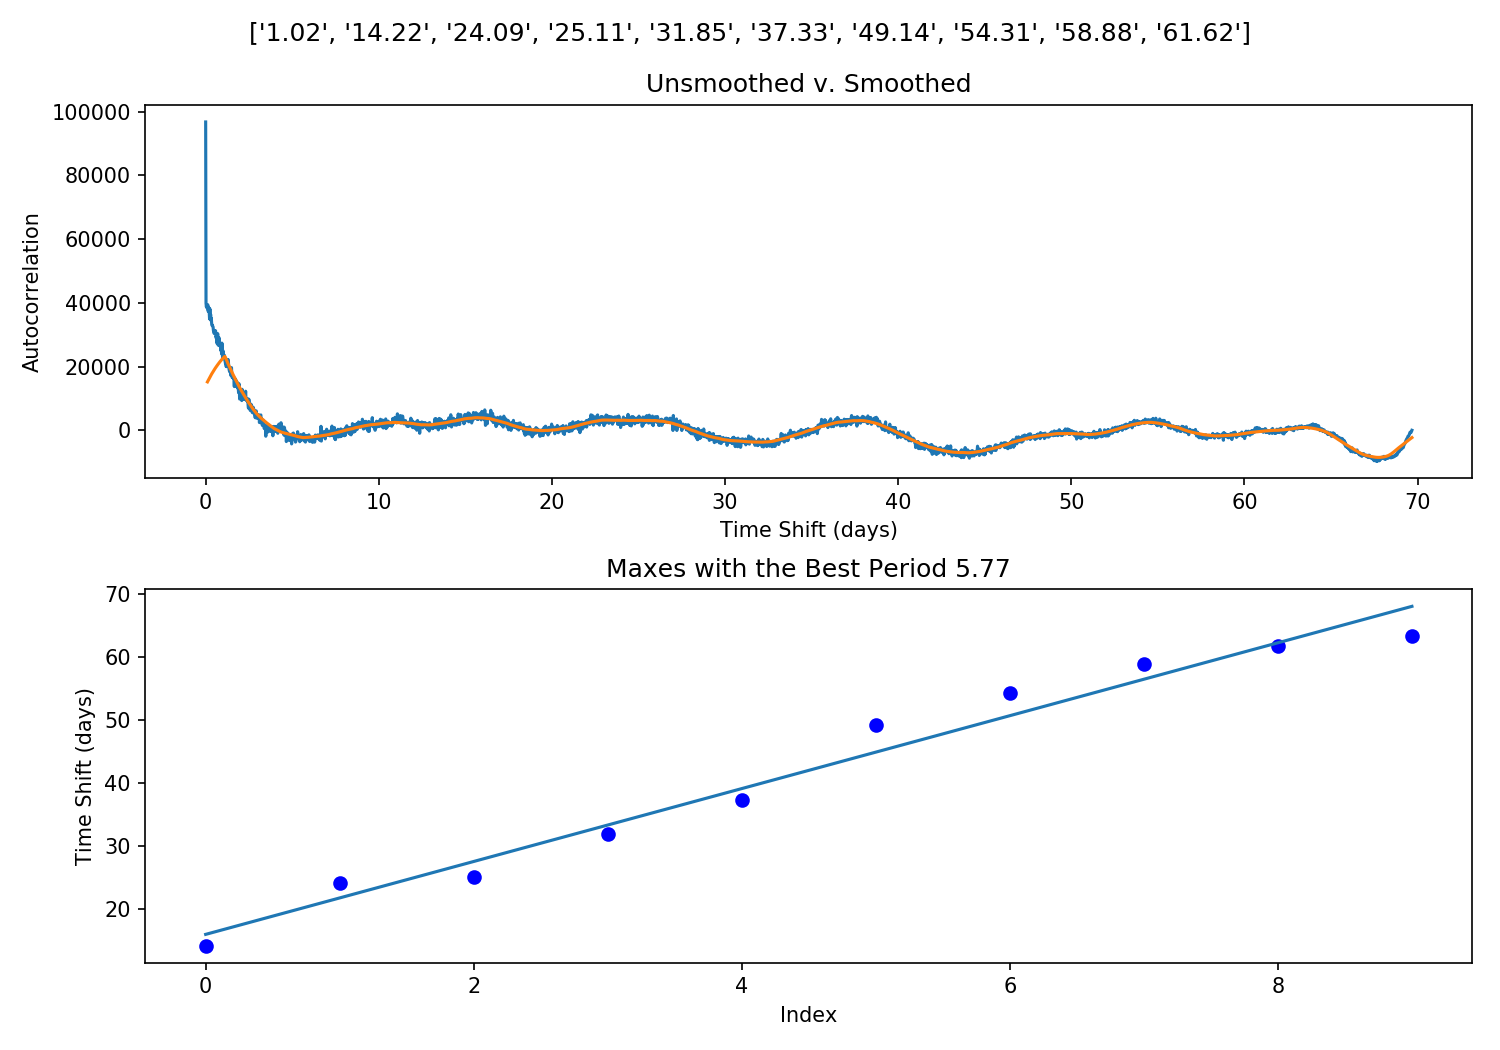 ['1.02', '14.22', '24.09', '25.11', '31.85', '37.33', '49.14', '54.31', '58.88', '61.62']
Unsmoothed v. Smoothed
100000
80000
60000
40000
20000
0
Autocorrelation
0 10 20 30 40 50 60 70
Time Shift (days)
Maxes with the Best Period 5.77
70
60
50
40
30
20
Time Shift (days)
0 2 4 6 8
Index